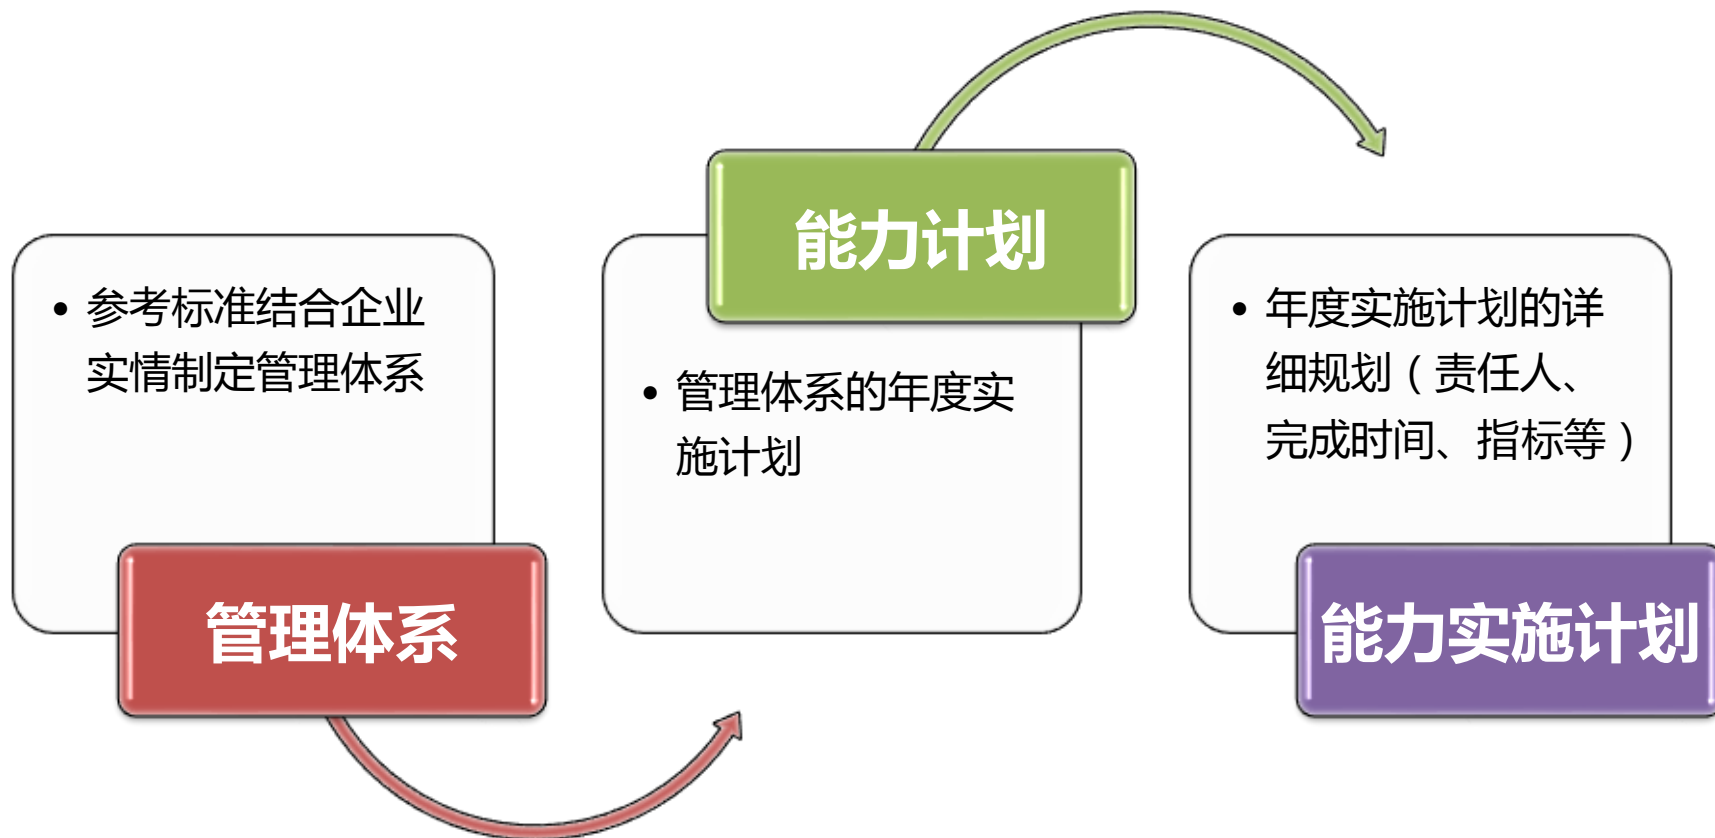 • 参考标准结合企业
实情制定管理体系
管理体系
能力计划
• 管理体系的年度实
施计划
• 年度实施计划的详
细规划（责任人、
完成时间、指标等）
能力实施计划